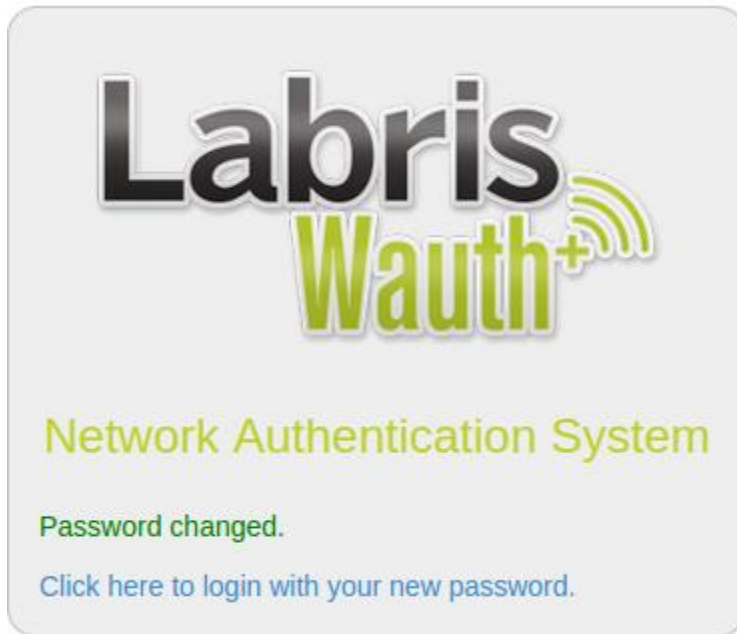 Labris
Wauth+
Network Authentication System
Password changed.
Click here to login with your new password.